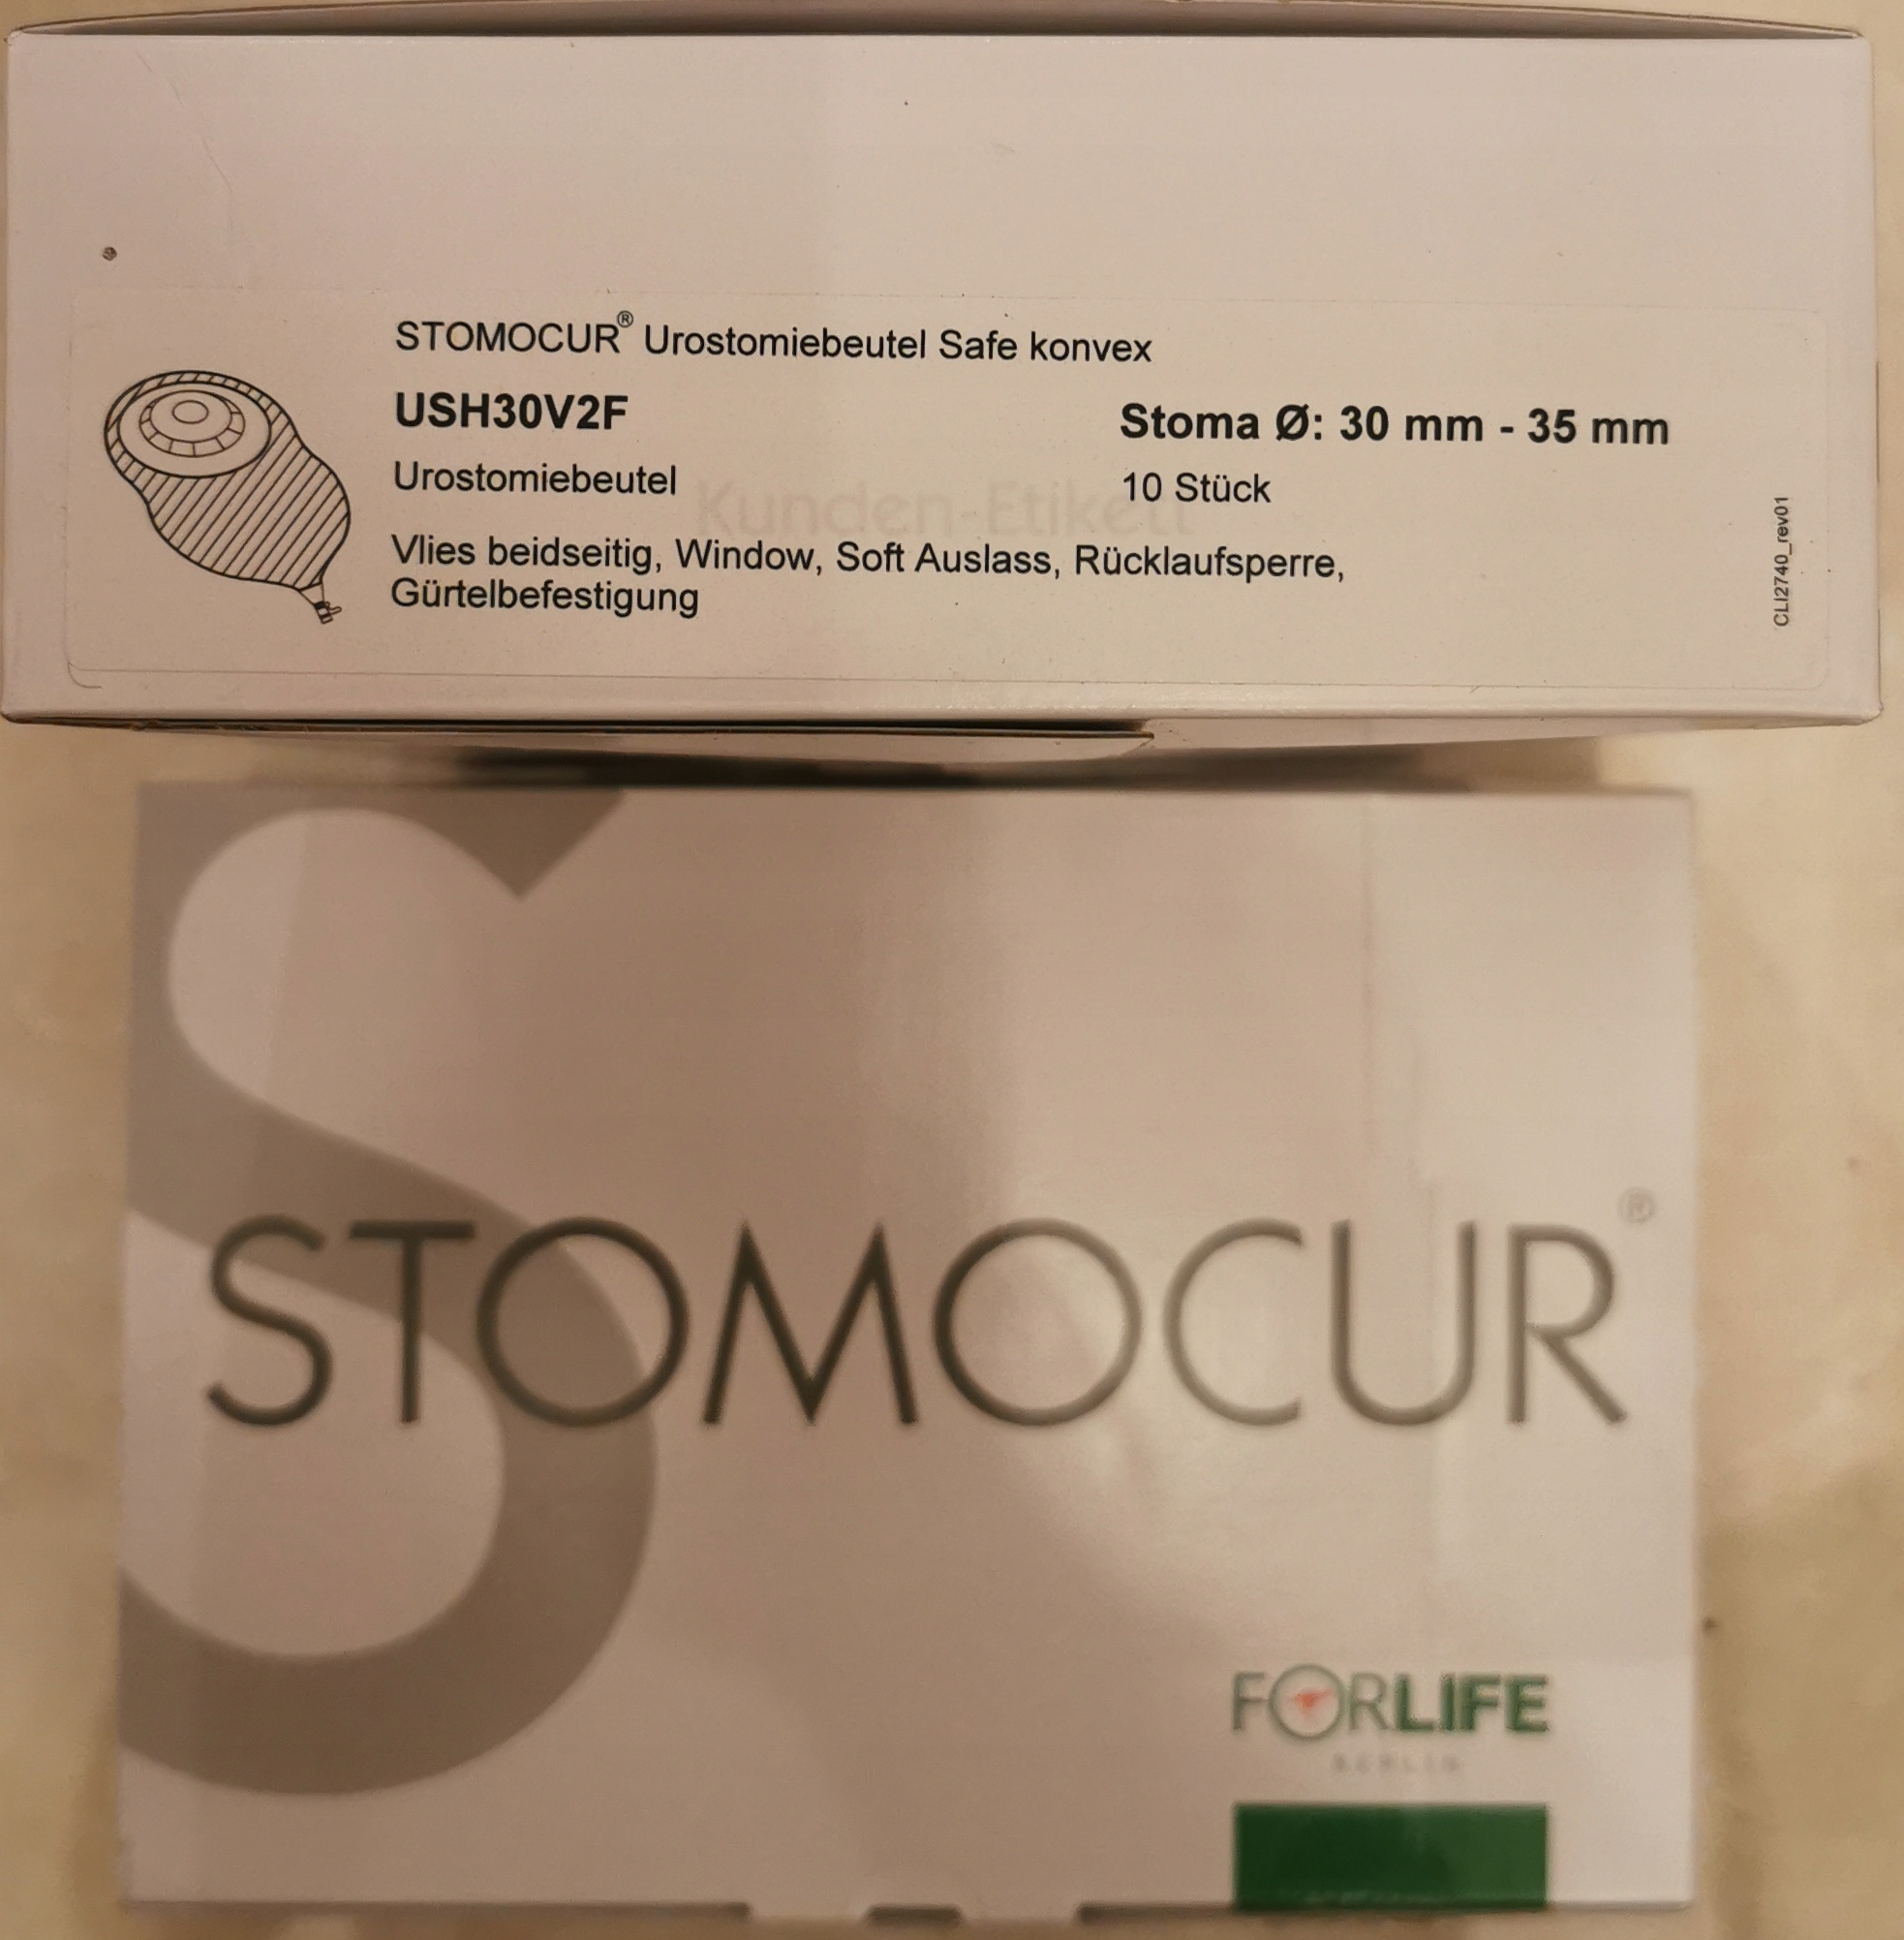 STOMOCUR® Urostomiebeutel Safe konvex
USH30V2F
Stoma Ø: 30 mm - 35 mm
Urostomiebeutel
10 Stück
Kunden-Etikett
Vlies beidseitig, Window, Soft Auslass, Rücklaufsperre,
Gürtelbefestigung
CLI2740_rev01
S
STOMOCUR®
FORLIFE
BERLIN